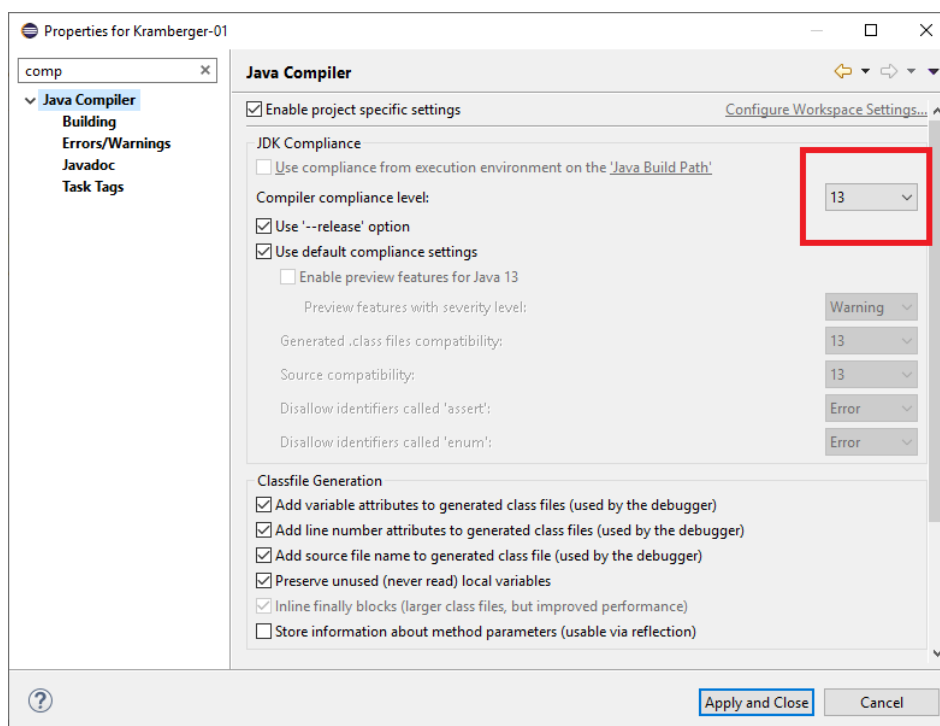 Properties for Kramberger-01
comp
Java Compiler
Building
Errors/Warnings
Javadoc
Task Tags
Java Compiler
Enable project specific settings
Configure Workspace Settings...
JDK Compliance
Use compliance from execution environment on the 'Java Build Path'
Compiler compliance level: 13
Use '--release' option
Use default compliance settings
Enable preview features for Java 13
Preview features with severity level: Warning
Generated .class files compatibility: 13
Source compatibility: 13
Disallow identifiers called 'assert': Error
Disallow identifiers called 'enum': Error
Classfile Generation
Add variable attributes to generated class files (used by the debugger)
Add line number attributes to generated class files (used by the debugger)
Add source file name to generated class file (used by the debugger)
Preserve unused (never read) local variables
Inline finally blocks (larger class files, but improved performance)
Store information about method parameters (usable via reflection)
?
Apply and Close
Cancel